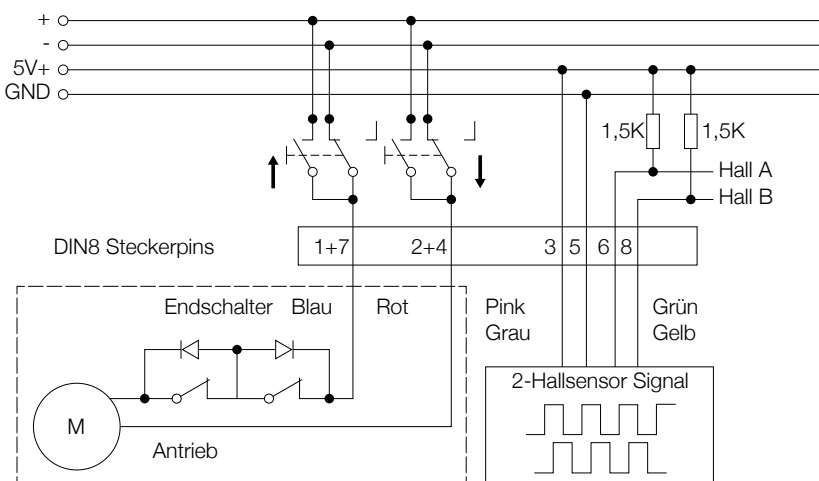 +
-
5V+
GND
1,5K 1,5K
Hall A
Hall B
DIN8 Steckerpins 1+7 2+4 3 5 6 8
Endschalter Blau Rot Pink Grün
Grau Gelb
2-Hallsensor Signal
M
Antrieb